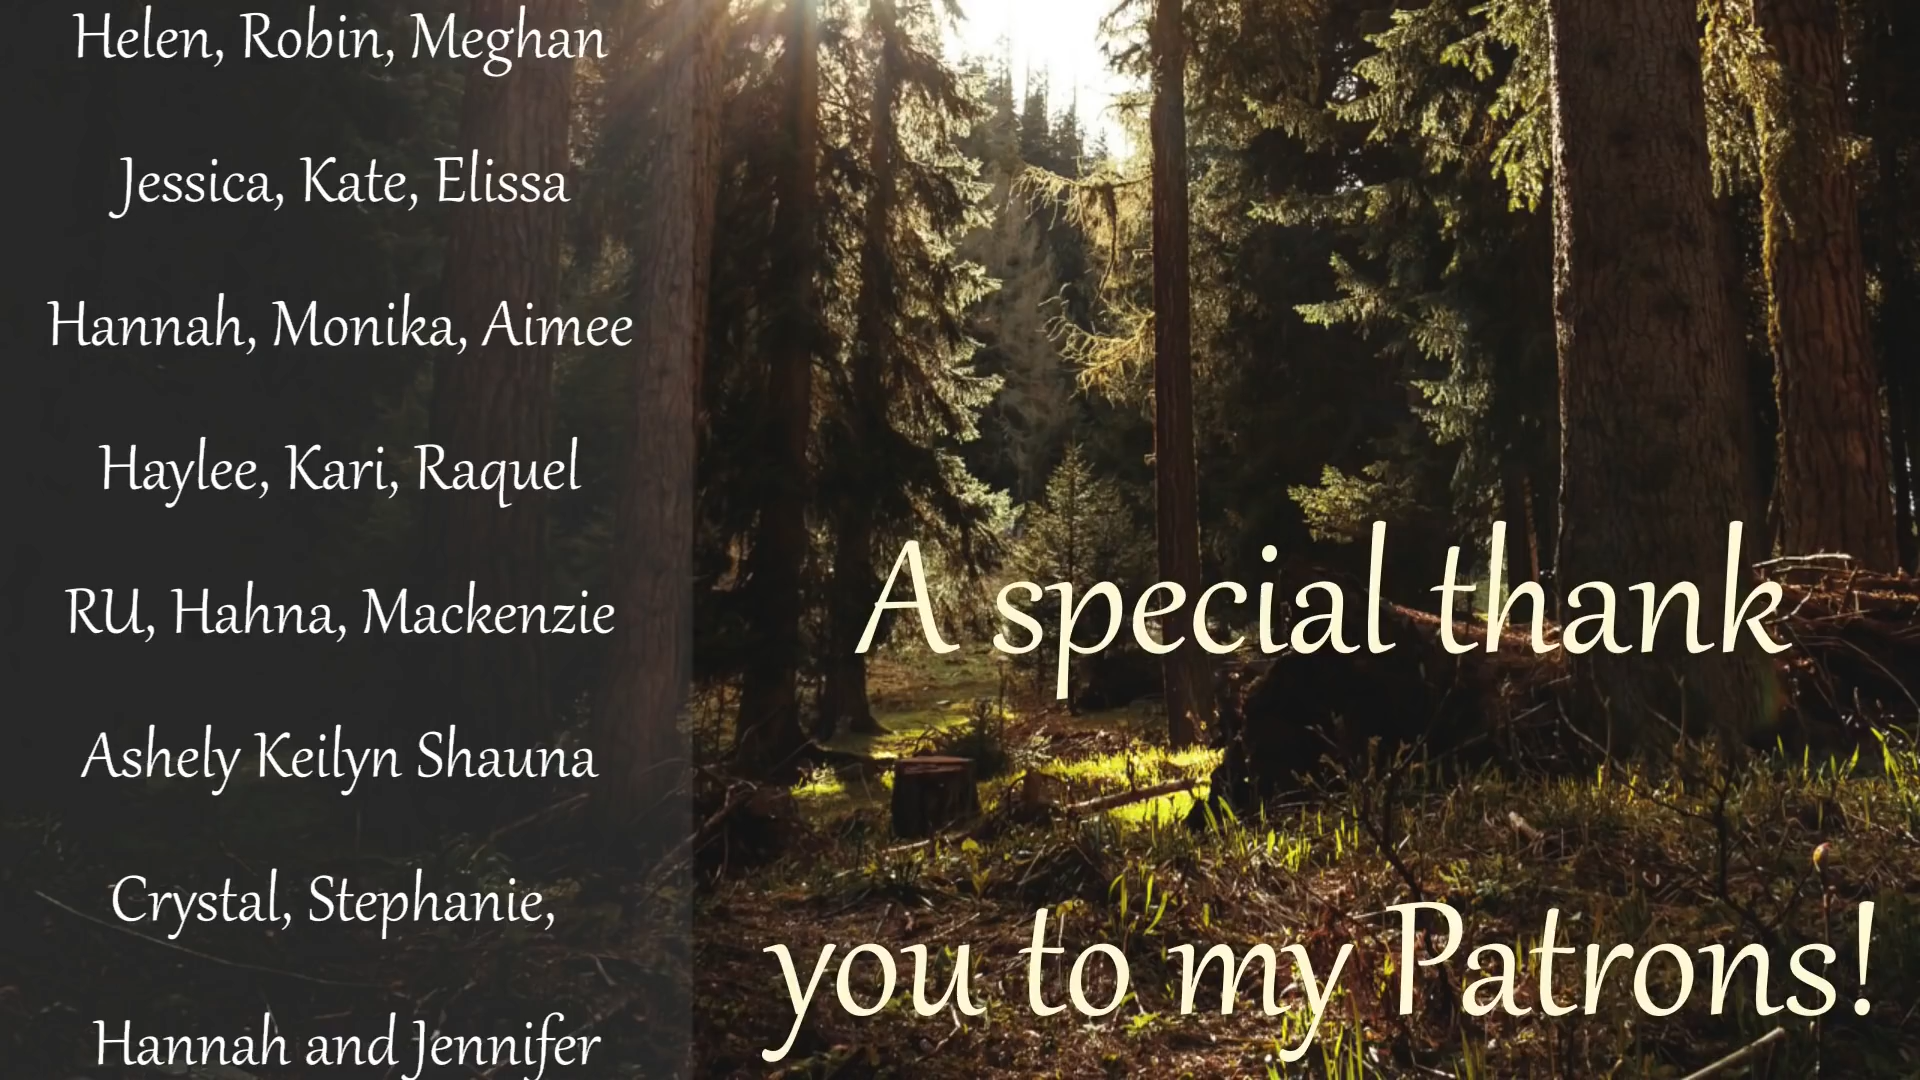 Helen, Robin, Meghan
Jessica, Kate, Elissa
Hannah, Monika, Aimee
Haylee, Kari, Raquel
RU, Hahna, Mackenzie
Ashely Keilyn Shauna
Crystal, Stephanie,
Hannah and Jennifer
A special thank
you to my Patrons!